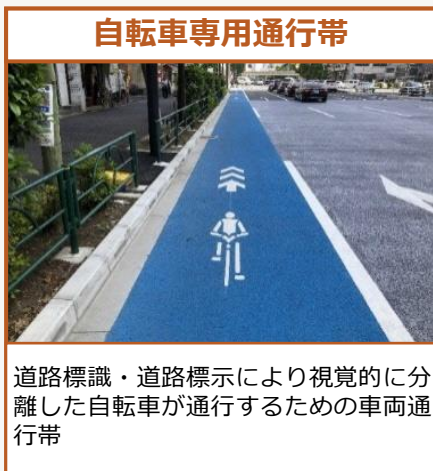 自転車専用通行帯
道路標識・道路標示により視覚的に分
離した自転車が通行するための車両通
行帯